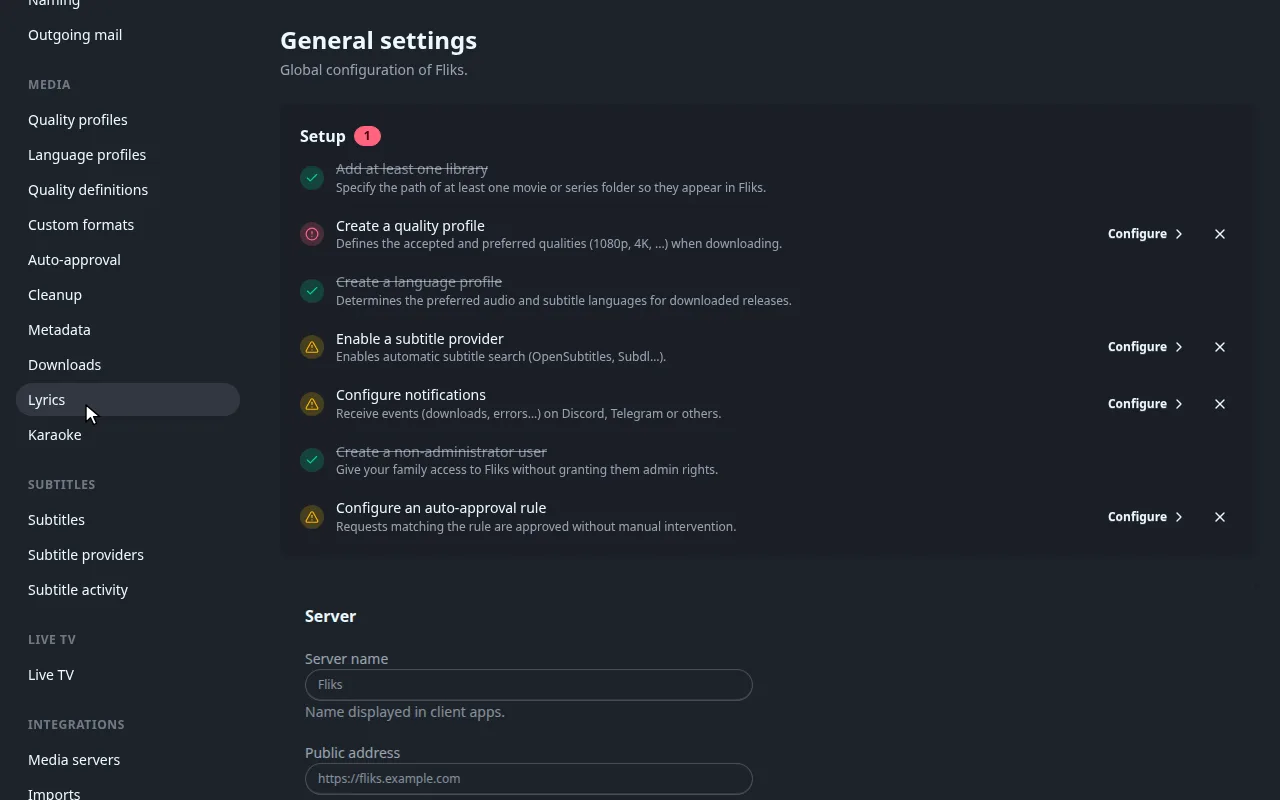 Naming
Outgoing mail
MEDIA
Quality profiles
Language profiles
Quality definitions
Custom formats
Auto-approval
Cleanup
Metadata
Downloads
Lyrics
Karaoke
SUBTITLES
Subtitles
Subtitle providers
Subtitle activity
LIVE TV
Live TV
INTEGRATIONS
Media servers
Imports
General settings
Global configuration of Fliks.
Setup 1
Add at least one library
Specify the path of at least one movie or series folder so they appear in Fliks.
Create a quality profile
Defines the accepted and preferred qualities (1080p, 4K, ...) when downloading.
Configure
Create a language profile
Determines the preferred audio and subtitle languages for downloaded releases.
Enable a subtitle provider
Enables automatic subtitle search (OpenSubtitles, Subdl...).
Configure
Configure notifications
Receive events (downloads, errors...) on Discord, Telegram or others.
Configure
Create a non-administrator user
Give your family access to Fliks without granting them admin rights.
Configure an auto-approval rule
Requests matching the rule are approved without manual intervention.
Configure
Server
Server name
Fliks
Name displayed in client apps.
Public address
https://fliks.example.com